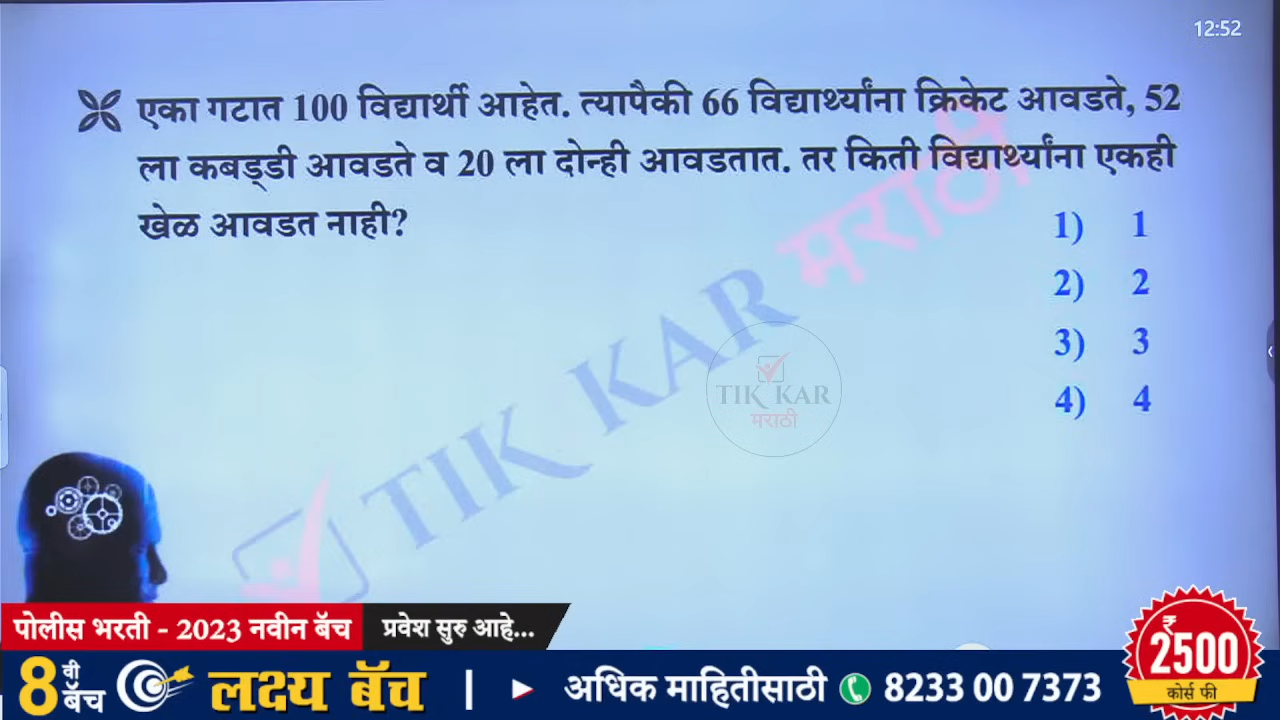 12:52
एका गटात 100 विद्यार्थी आहेत. त्यापैकी 66 विद्यार्थ्यांना क्रिकेट आवडते, 52
ला कबड्डी आवडते व 20 ला दोन्ही आवडतात. तर किती विद्यार्थ्यांना एकही
खेळ आवडत नाही?
1) 1
2) 2
3) 3
4) 4
TIK KAR मराठी
TIK KAR
मराठी
पोलीस भरती - 2023 नवीन बॅच प्रवेश सुरु आहे...
8 वी बॅच लक्ष्य बॅच | अधिक माहितीसाठी 8233 00 7373
₹
2500
कोर्स फी